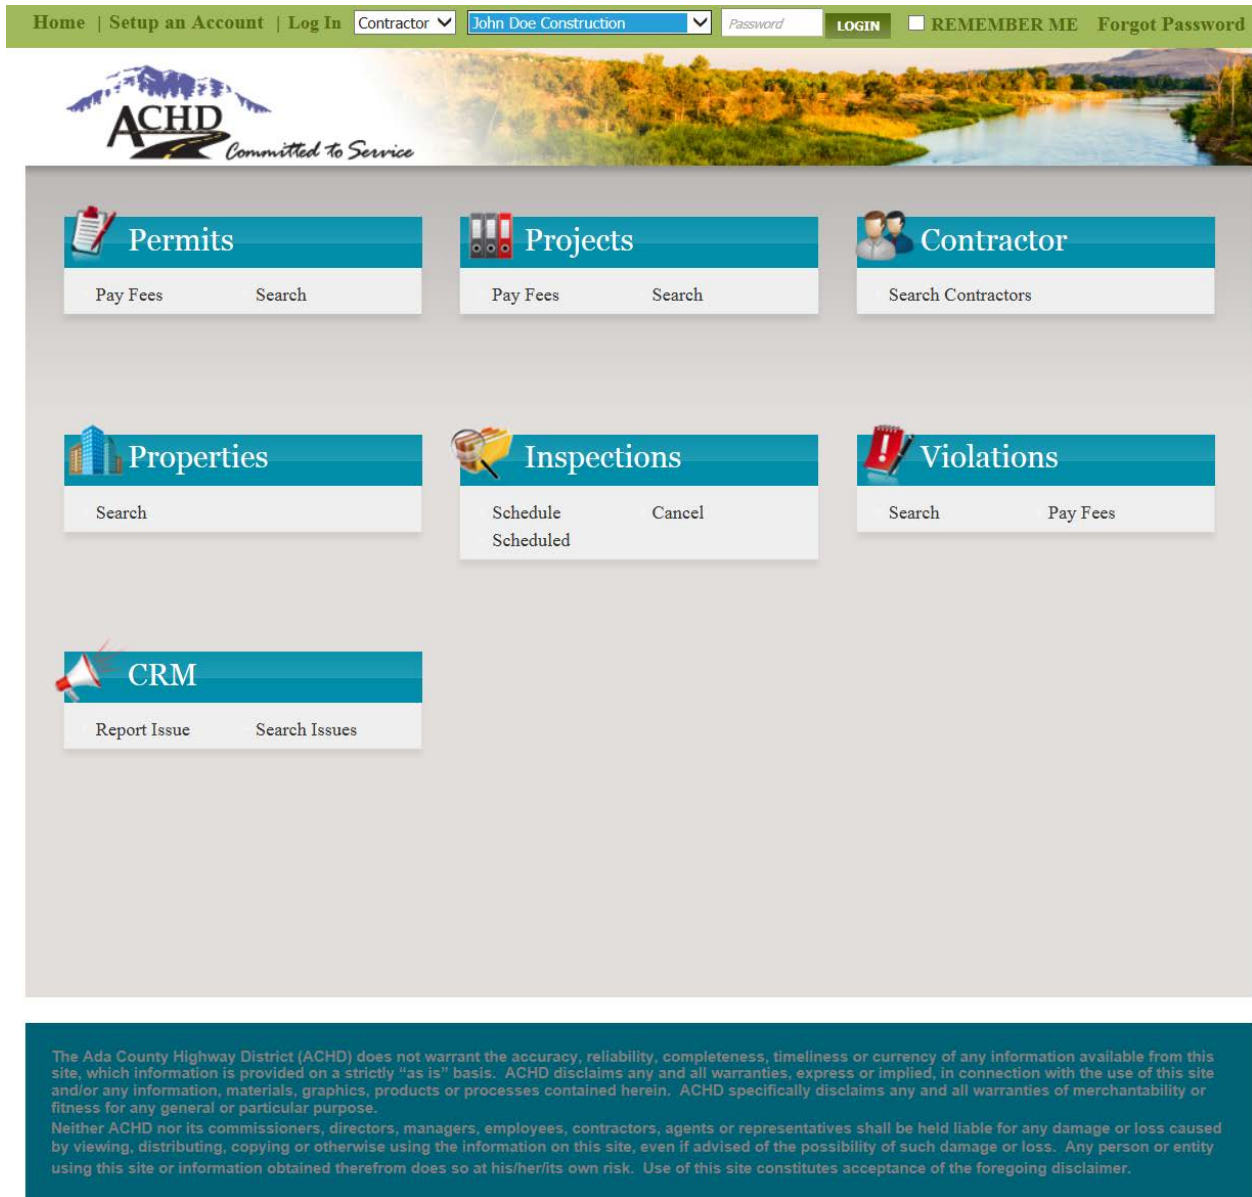 Home | Setup an Account | Log In Contractor John Doe Construction Password LOGIN REMEMBER ME Forgot Password
ACHD
Committed to Service
Permits
Pay Fees Search
Projects
Pay Fees Search
Contractor
Search Contractors
Properties
Search
Inspections
Schedule Cancel
Scheduled
Violations
Search Pay Fees
CRM
Report Issue Search Issues
The Ada County Highway District (ACHD) does not warrant the accuracy, reliability, completeness, timeliness or currency of any information available from this
site, which information is provided on a strictly “as is” basis. ACHD disclaims any and all warranties, express or implied, in connection with the use of this site
and/or any information, materials, graphics, products or processes contained herein. ACHD specifically disclaims any and all warranties of merchantability or
fitness for any general or particular purpose.
Neither ACHD nor its commissioners, directors, managers, employees, contractors, agents or representatives shall be held liable for any damage or loss caused
by viewing, distributing, copying or otherwise using the information on this site, even if advised of the possibility of such damage or loss. Any person or entity
using this site or information obtained therefrom does so at his/her/its own risk. Use of this site constitutes acceptance of the foregoing disclaimer.